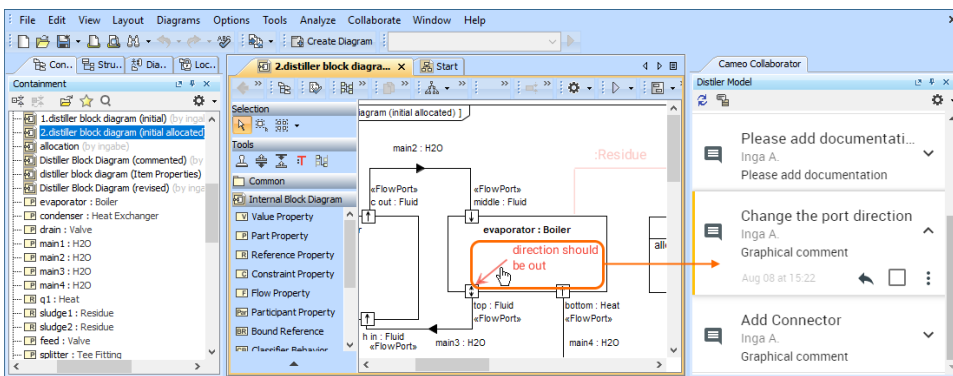 File Edit View Layout Diagrams Options Tools Analyze Collaborate Window Help
Create Diagram
Con.. Stru.. Dia.. Loc..
Containment
1.distiller block diagram (initial) (by ingal
2.distiller block diagram (initial allocated)
allocation (by ingabe)
Distiller Block Diagram (commented) (by
distiller block diagram (Item Properties)
Distiller Block Diagram (revised) (by inga
evaporator : Boiler
condenser : Heat Exchanger
drain : Valve
main1 : H2O
main2 : H2O
main3 : H2O
main4 : H2O
q1 : Heat
sludge1 : Residue
sludge2 : Residue
feed : Valve
splitter : Tee Fitting
2.distiller block diagra... Start
Selection
Tools
Common
Internal Block Diagram
Value Property
Part Property
Reference Property
Constraint Property
Flow Property
Participant Property
Bound Reference
Classifier Behavior
iagram (initial allocated) ]
main2 : H2O
:Residue
«FlowPort»
c out : Fluid
«FlowPort»
middle : Fluid
evaporator : Boiler
direction should
be out
all
top : Fluid
«FlowPort»
bottom : Heat
«FlowPort»
h in : Fluid
«FlowPort»
main3 : H2O
main4 : H2O
Cameo Collaborator
Distiller Model
Please add documentati...
Inga A.
Please add documentation
Change the port direction
Inga A.
Graphical comment
Aug 08 at 15:22
Add Connector
Inga A.
Graphical comment